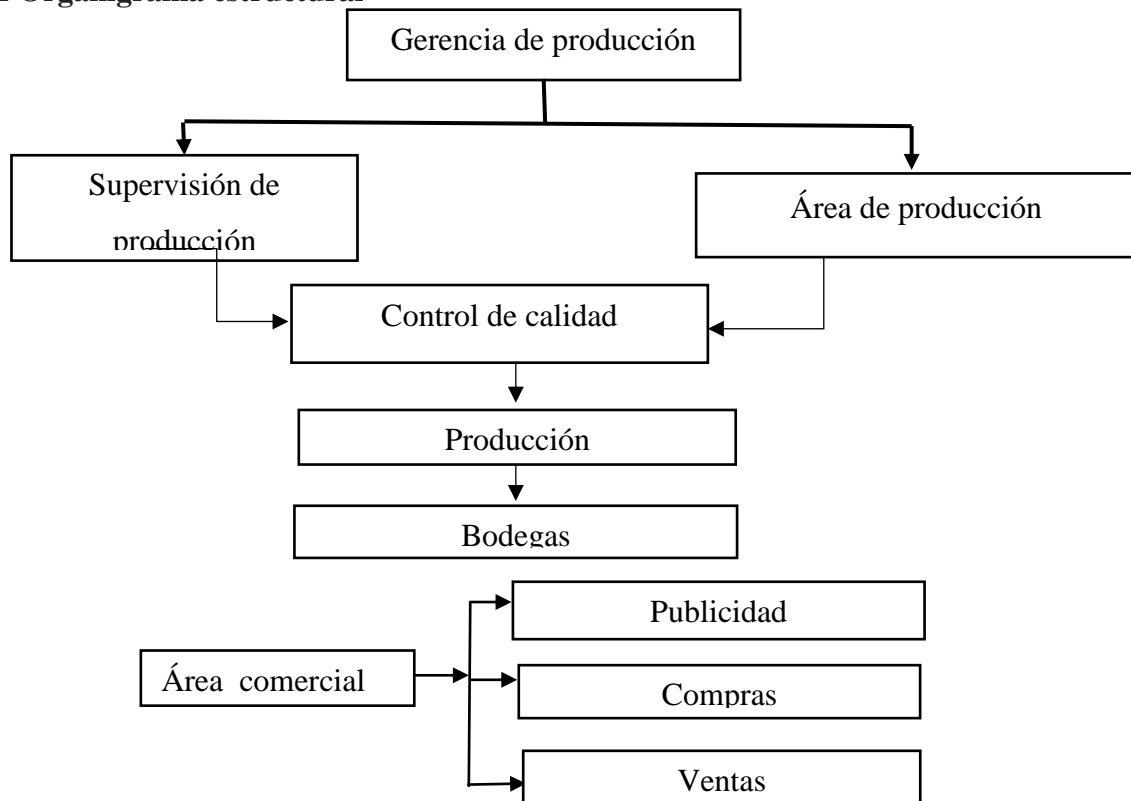 Organigrama estructural
Gerencia de producción
Supervisión de
producción
Área de producción
Control de calidad
Producción
Bodegas
Publicidad
Área comercial
Compras
Ventas